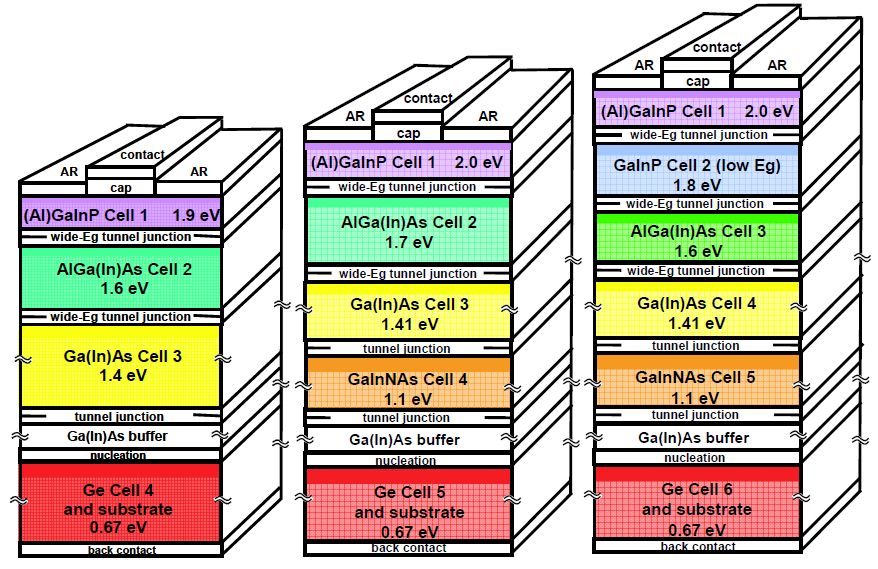 contact
AR
AR
cap
(Al)GaInP Cell 1 1.9 eV
wide-Eg tunnel junction
AlGa(In)As Cell 2
1.6 eV
wide-Eg tunnel junction
Ga(In)As Cell 3
1.4 eV
tunnel junction
Ga(In)As buffer
nucleation
Ge Cell 4
and substrate
0.67 eV
back contact
contact
AR
AR
cap
(Al)GaInP Cell 1 2.0 eV
wide-Eg tunnel junction
AlGa(In)As Cell 2
1.7 eV
wide-Eg tunnel junction
Ga(In)As Cell 3
1.41 eV
tunnel junction
GaInNAs Cell 4
1.1 eV
tunnel junction
Ga(In)As buffer
nucleation
Ge Cell 5
and substrate
0.67 eV
back contact
contact
AR
AR
cap
(Al)GaInP Cell 1 2.0 eV
wide-Eg tunnel junction
GaInP Cell 2 (low Eg)
1.8 eV
wide-Eg tunnel junction
AlGa(In)As Cell 3
1.6 eV
wide-Eg tunnel junction
Ga(In)As Cell 4
1.41 eV
tunnel junction
GaInNAs Cell 5
1.1 eV
tunnel junction
Ga(In)As buffer
nucleation
Ge Cell 6
and substrate
0.67 eV
back contact